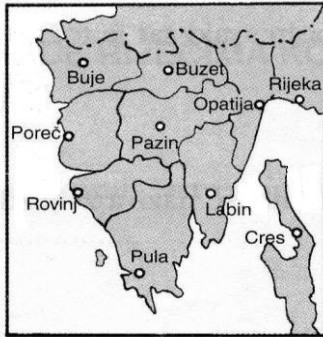 Buje
Buzet
Rijeka
Opatija
Poreč
Pazin
Rovinj
Labin
Cres
Pula